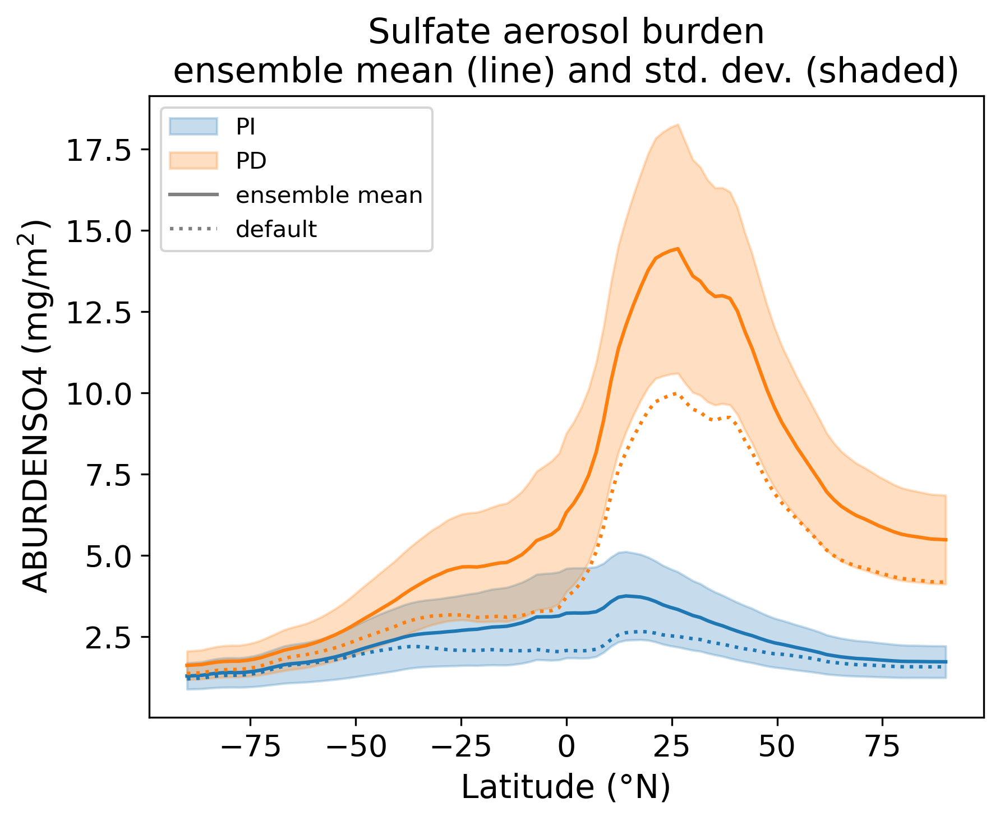 Sulfate aerosol burden
ensemble mean (line) and std. dev. (shaded)
PI
PD
ensemble mean
default
17.5
15.0
12.5
10.0
7.5
5.0
2.5
ABURDENSO4 (mg/m²)
−75
−50
−25
0
25
50
75
Latitude (°N)